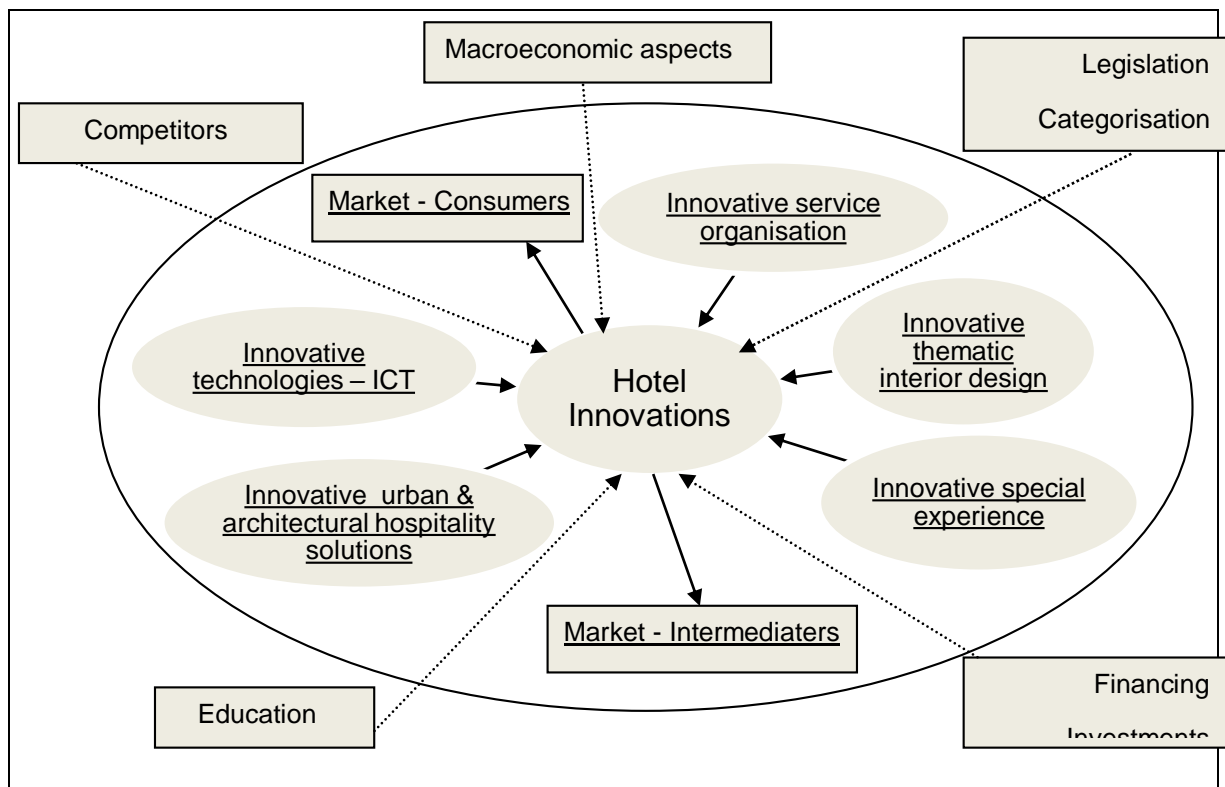 Macroeconomic aspects
Legislation
Categorisation
Competitors
Market - Consumers
Innovative service
organisation
Innovative
technologies – ICT
Hotel
Innovations
Innovative
thematic
interior design
Innovative urban &
architectural hospitality
solutions
Innovative special
experience
Market - Intermediaters
Education
Financing
Investments